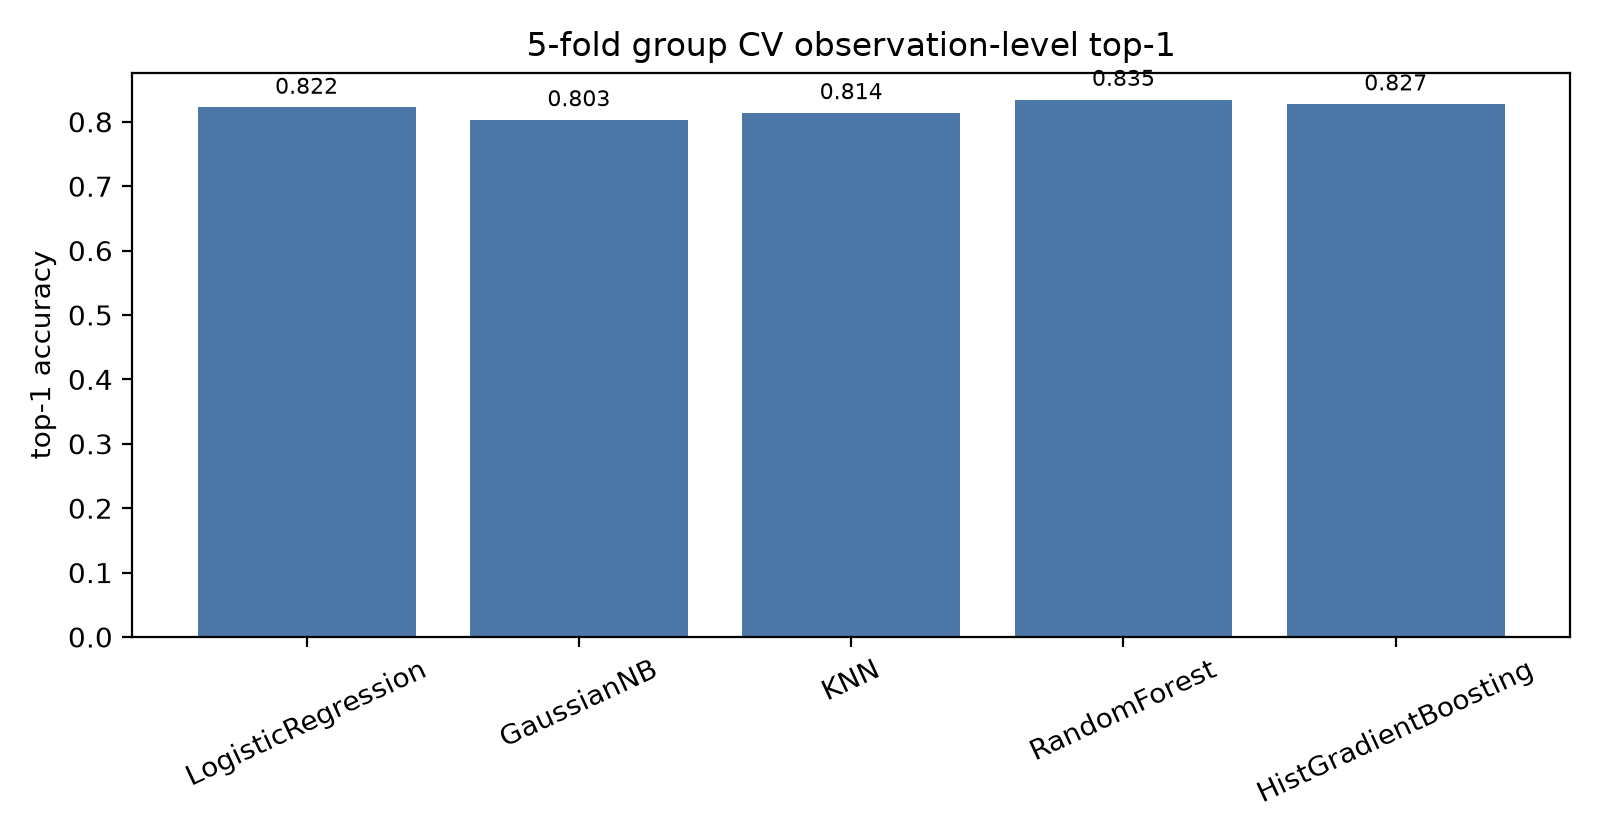 5-fold group CV observation-level top-1
0.822
0.803
0.814
0.835
0.827
top-1 accuracy
0.8
0.7
0.6
0.5
0.4
0.3
0.2
0.1
0.0
LogisticRegression
GaussianNB
KNN
RandomForest
HistGradientBoosting